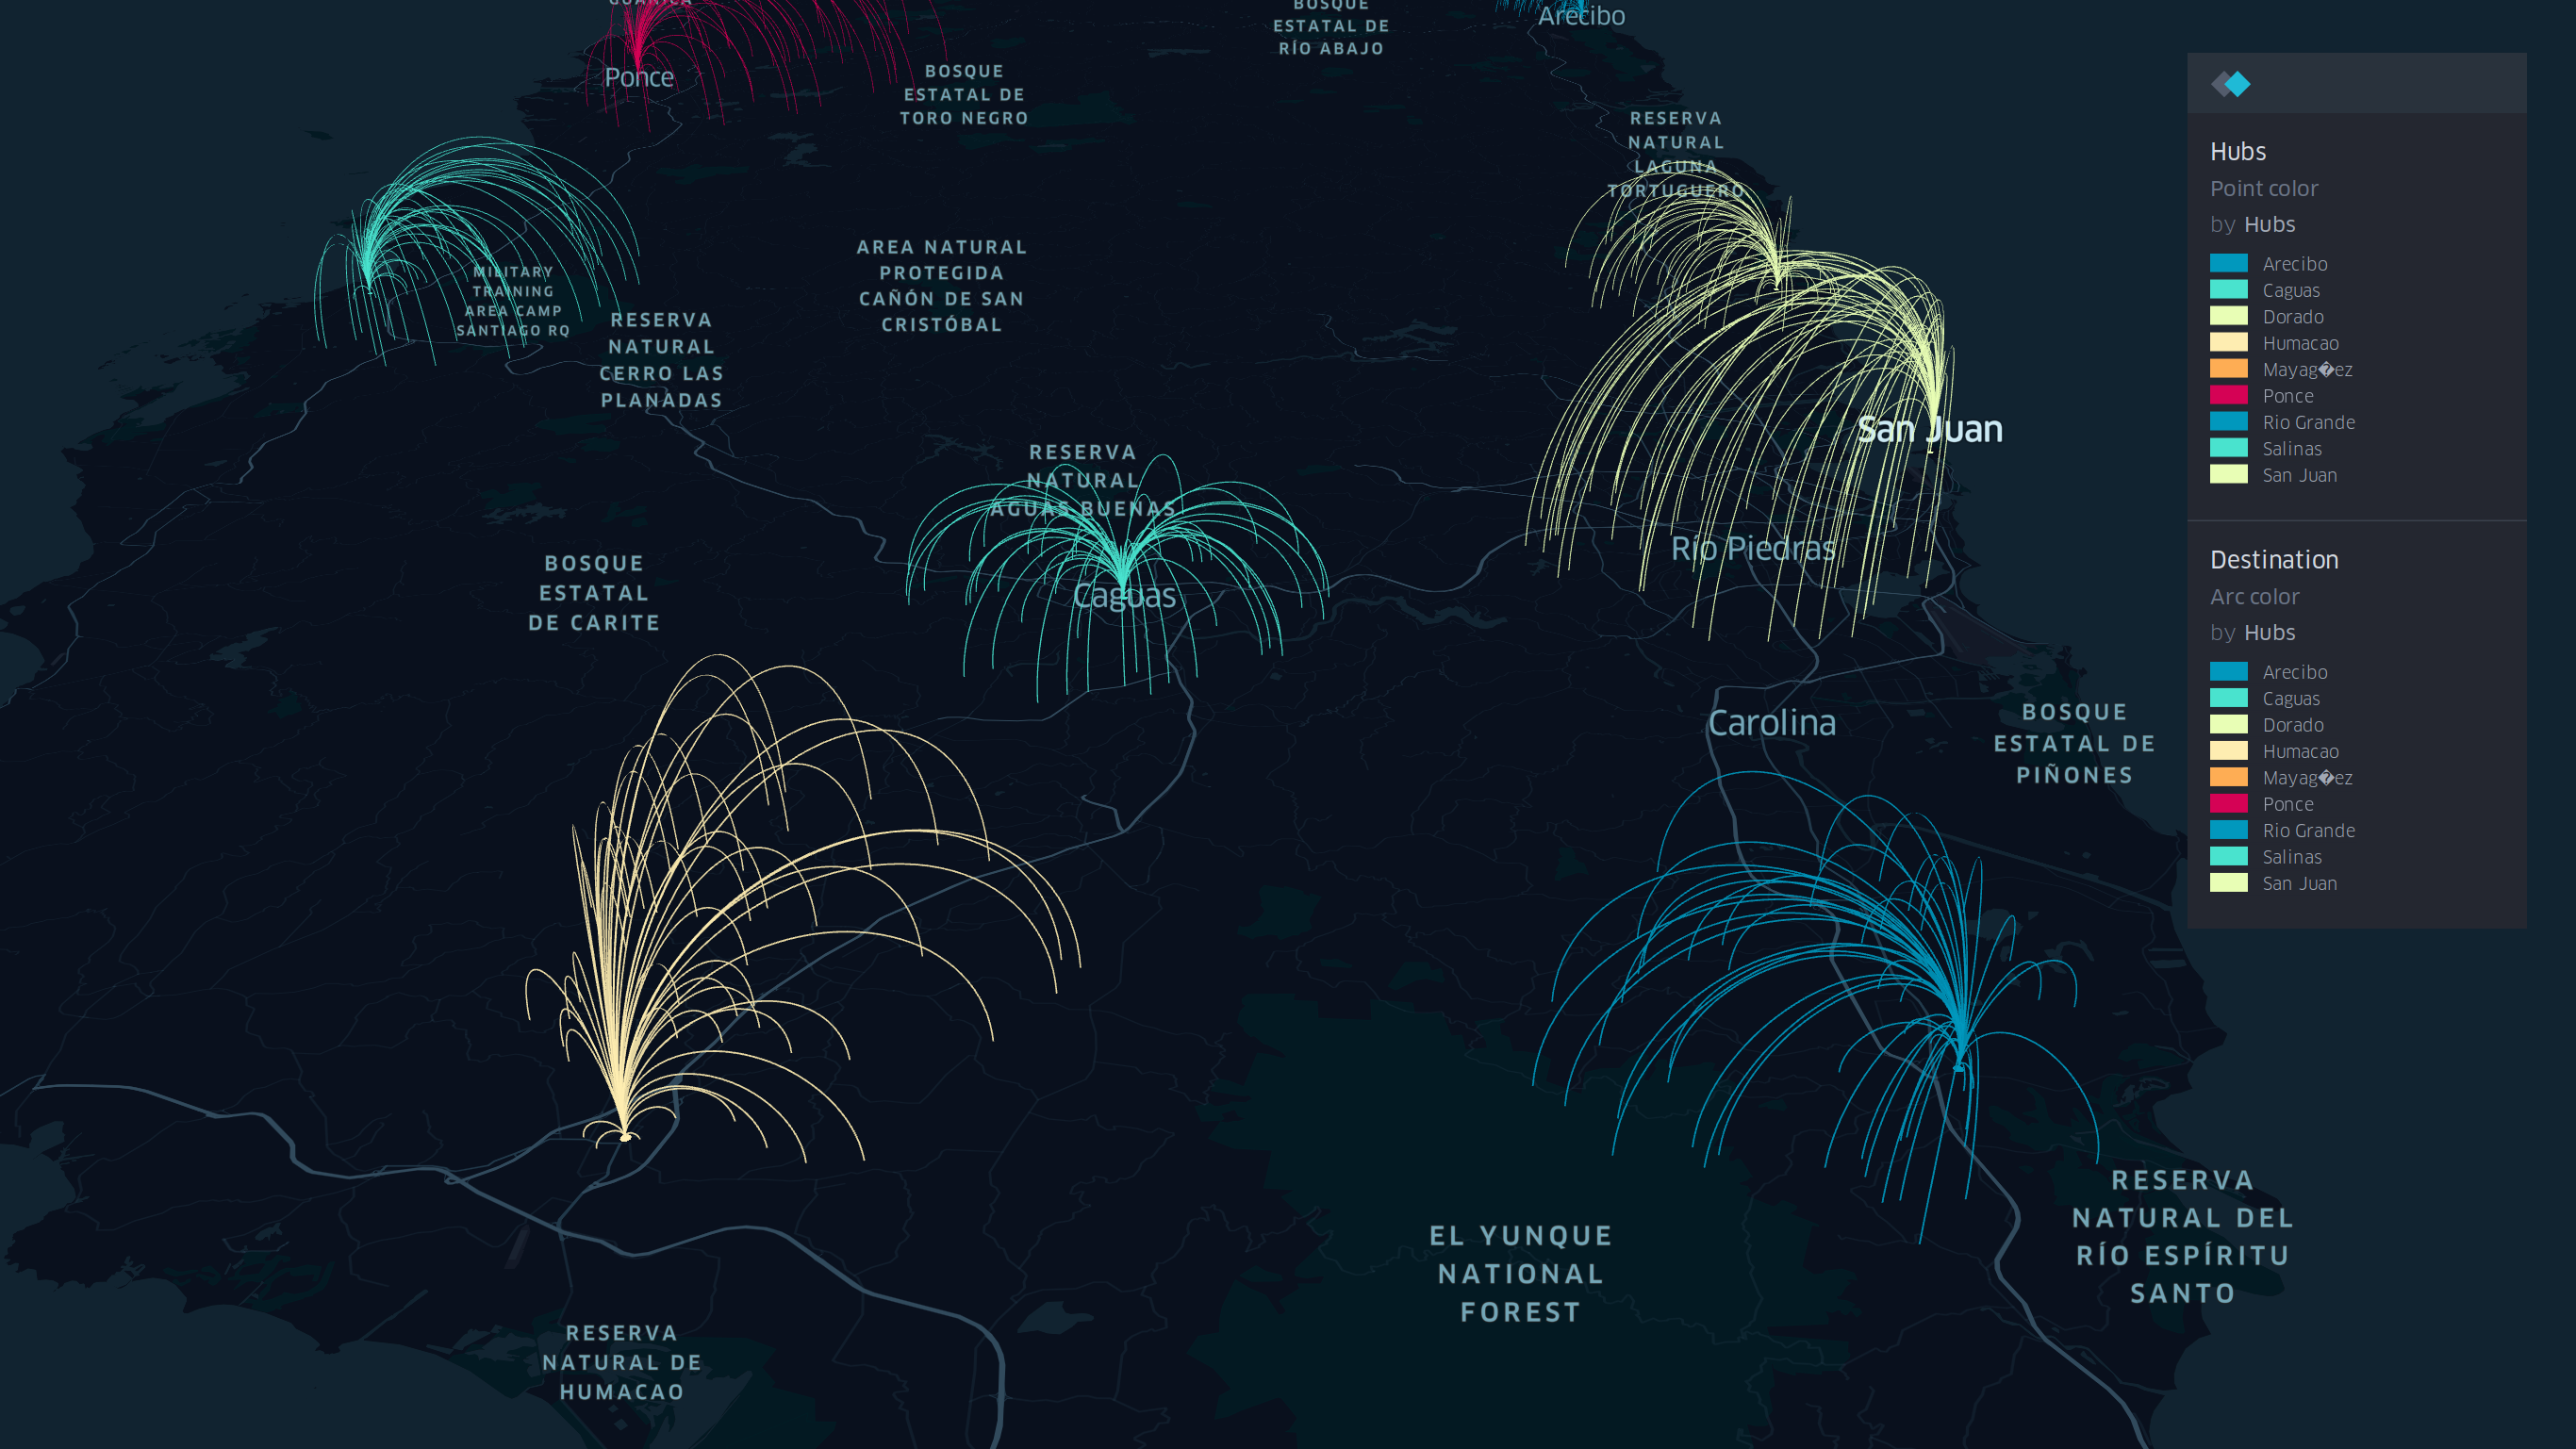 GUÁNICA
Ponce
BOSQUE
ESTATAL DE
TORO NEGRO
BOSQUE
ESTATAL DE
RÍO ABAJO
Arecibo
RESERVA
NATURAL
LAGUNA
TORTUGUERO
MILITARY
TRAINING
AREA CAMP
SANTIAGO RQ
RESERVA
NATURAL
CERRO LAS
PLANADAS
AREA NATURAL
PROTEGIDA
CAÑÓN DE SAN
CRISTÓBAL
San Juan
RESERVA
NATURAL
AGUAS BUENAS
Caguas
Río Piedras
BOSQUE
ESTATAL
DE CARITE
Carolina
BOSQUE
ESTATAL DE
PIÑONES
EL YUNQUE
NATIONAL
FOREST
RESERVA
NATURAL DEL
RÍO ESPÍRITU
SANTO
RESERVA
NATURAL DE
HUMACAO
Hubs
Point color
by Hubs
Arecibo
Caguas
Dorado
Humacao
Mayag�ez
Ponce
Rio Grande
Salinas
San Juan
Destination
Arc color
by Hubs
Arecibo
Caguas
Dorado
Humacao
Mayag�ez
Ponce
Rio Grande
Salinas
San Juan